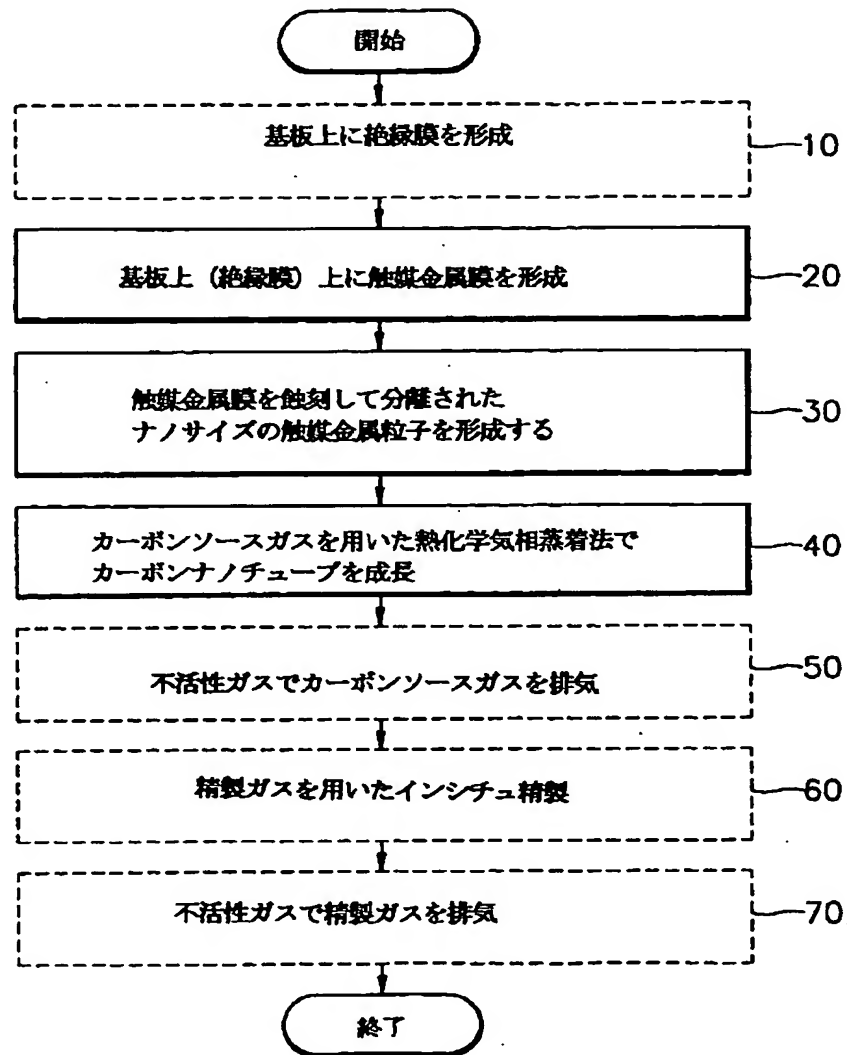 開始
基板上に絶縁膜を形成
10
基板上（絶縁膜）上に触媒金属膜を形成
20
触媒金属膜を蝕刻して分離された
ナノサイズの触媒金属粒子を形成する
30
カーボンソースガスを用いた熱化学気相蒸着法で
カーボンナノチューブを成長
40
不活性ガスでカーボンソースガスを排気
50
精製ガスを用いたインシチュ精製
60
不活性ガスで精製ガスを排気
70
終了